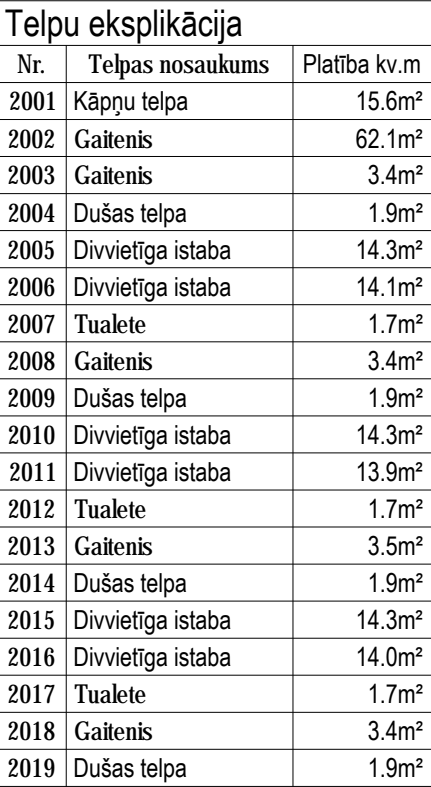 Telpu eksplikācija
Nr. Telpas nosaukums Platība kv.m
2001 Kāpņu telpa 15.6m²
2002 Gaitenis 62.1m²
2003 Gaitenis 3.4m²
2004 Dušas telpa 1.9m²
2005 Divvietīga istaba 14.3m²
2006 Divvietīga istaba 14.1m²
2007 Tualete 1.7m²
2008 Gaitenis 3.4m²
2009 Dušas telpa 1.9m²
2010 Divvietīga istaba 14.3m²
2011 Divvietīga istaba 13.9m²
2012 Tualete 1.7m²
2013 Gaitenis 3.5m²
2014 Dušas telpa 1.9m²
2015 Divvietīga istaba 14.3m²
2016 Divvietīga istaba 14.0m²
2017 Tualete 1.7m²
2018 Gaitenis 3.4m²
2019 Dušas telpa 1.9m²